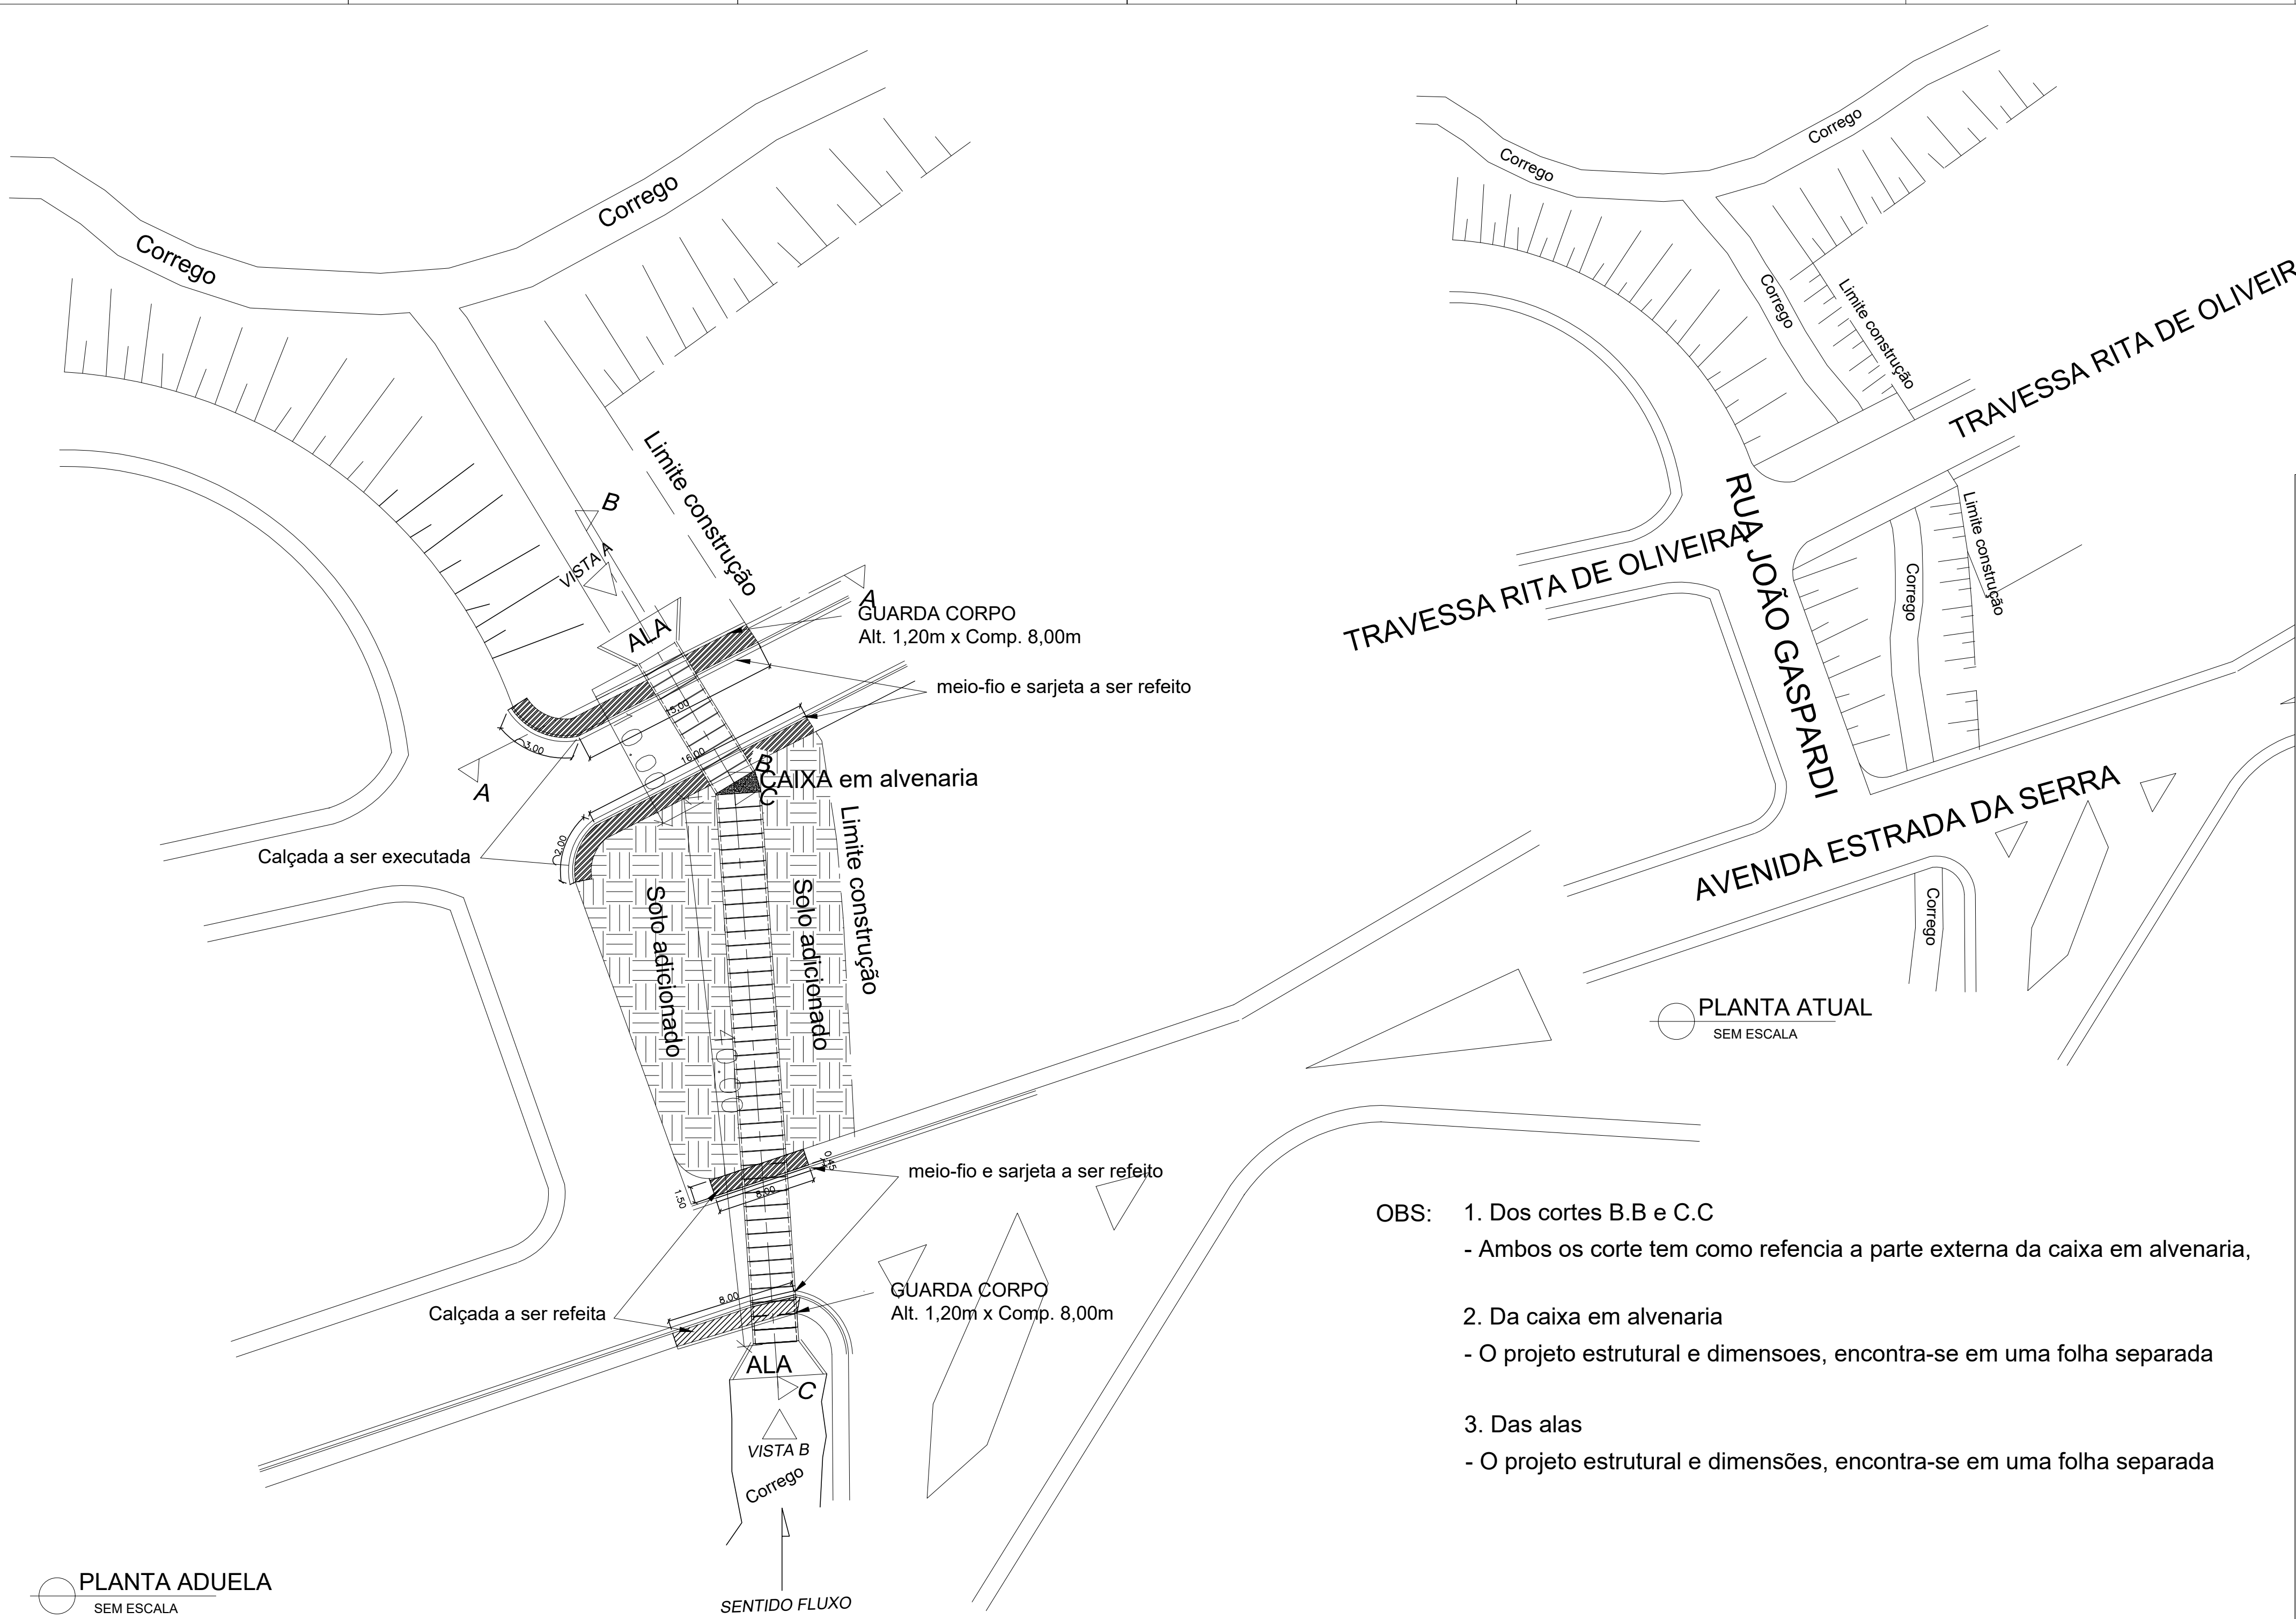 Corrego
Corrego
Limite construção
B
VISTA A
A
GUARDA CORPO
Alt. 1,20m x Comp. 8,00m
ALA
meio-fio e sarjeta a ser refeito
15,00
3,00
16,00
B
CAIXA em alvenaria
C
A
2,00
Calçada a ser executada
Limite construção
Solo adicionado
Solo adicionado
40.00
0,45
meio-fio e sarjeta a ser refeito
1,50
8,00
GUARDA CORPO
Alt. 1,20m x Comp. 8,00m
8,00
Calçada a ser refeita
ALA
C
VISTA B
Corrego
SENTIDO FLUXO
PLANTA ADUELA
SEM ESCALA
Corrego
Corrego
Corrego
Limite construção
TRAVESSA RITA DE OLIVEIR
RUA JOÃO GASPARDI
TRAVESSA RITA DE OLIVEIRA
Limite construção
Corrego
AVENIDA ESTRADA DA SERRA
Corrego
PLANTA ATUAL
SEM ESCALA
OBS: 1. Dos cortes B.B e C.C
- Ambos os corte tem como refencia a parte externa da caixa em alvenaria,
2. Da caixa em alvenaria
- O projeto estrutural e dimensoes, encontra-se em uma folha separada
3. Das alas
- O projeto estrutural e dimensões, encontra-se em uma folha separada